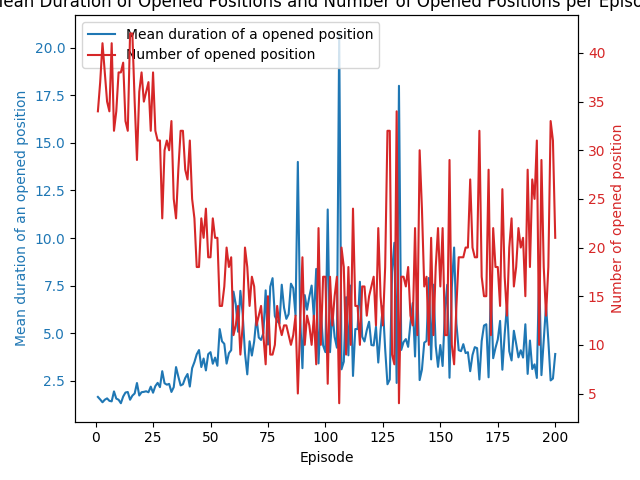 Mean Duration of Opened Positions and Number of Opened Positions per Episo
Mean duration of a opened position
Number of opened position
Mean duration of an opened position
20.0
17.5
15.0
12.5
10.0
7.5
5.0
2.5
40
35
30
25
20
15
10
5
Number of opened position
0 25 50 75 100 125 150 175 200
Episode